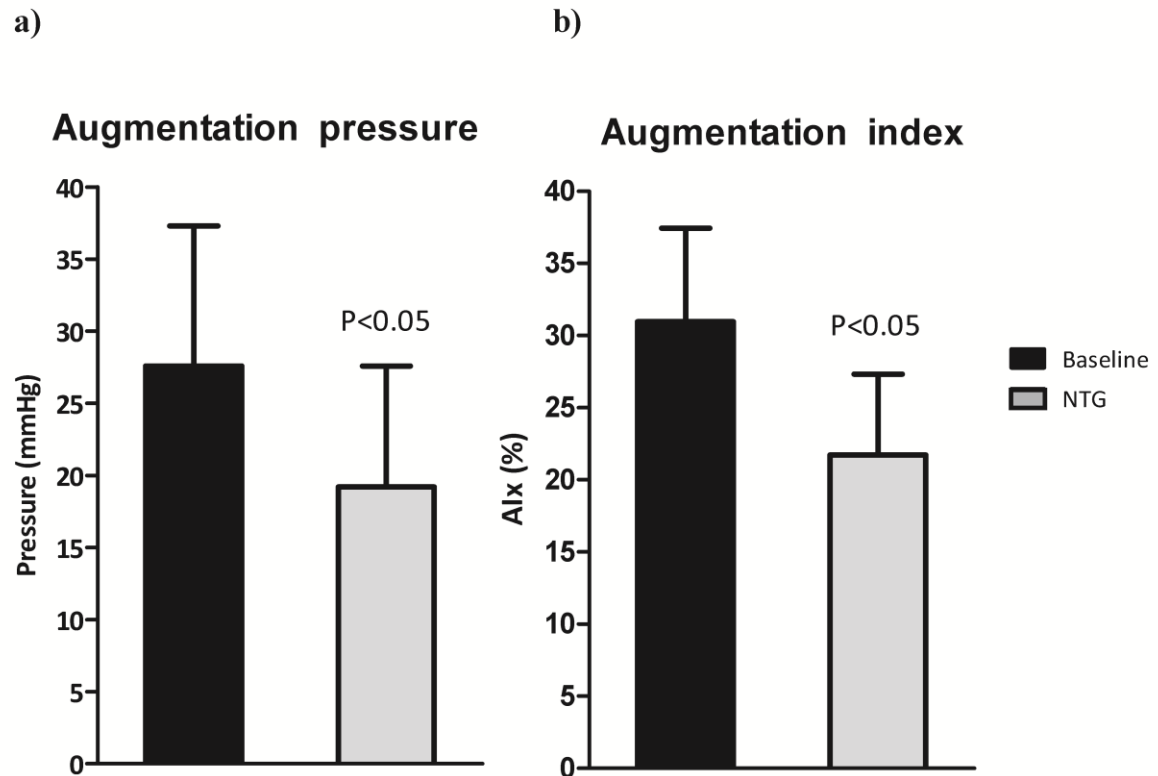 a)
Augmentation pressure
40
35
30
25
20
15
10
5
0
Pressure (mmHg)
P<0.05
b)
Augmentation index
40
35
30
25
20
15
10
5
0
AIx (%)
P<0.05
Baseline
NTG